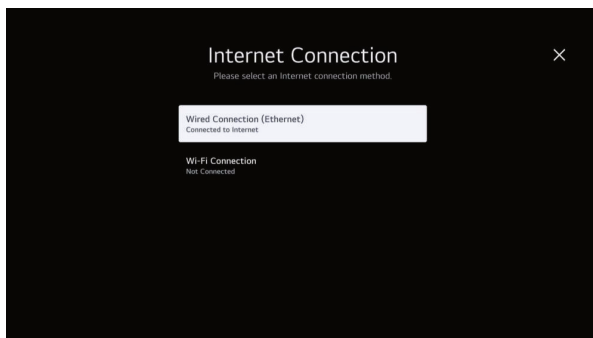 Internet Connection
Please select an Internet connection method.
Wired Connection (Ethernet)
Connected to Internet
Wi-Fi Connection
Not Connected